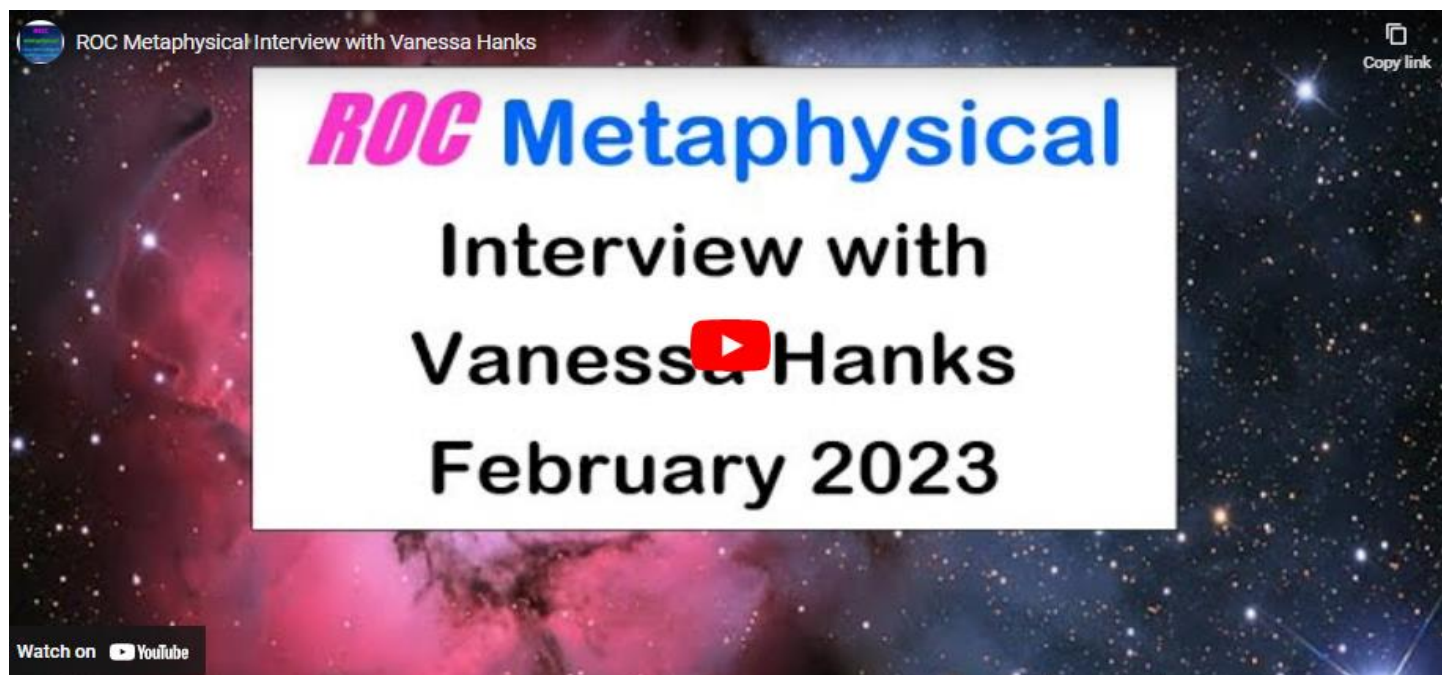 ROC Metaphysical Interview with Vanessa Hanks
Copy link
ROC Metaphysical
Interview with
Vanessa Hanks
February 2023
Watch on YouTube